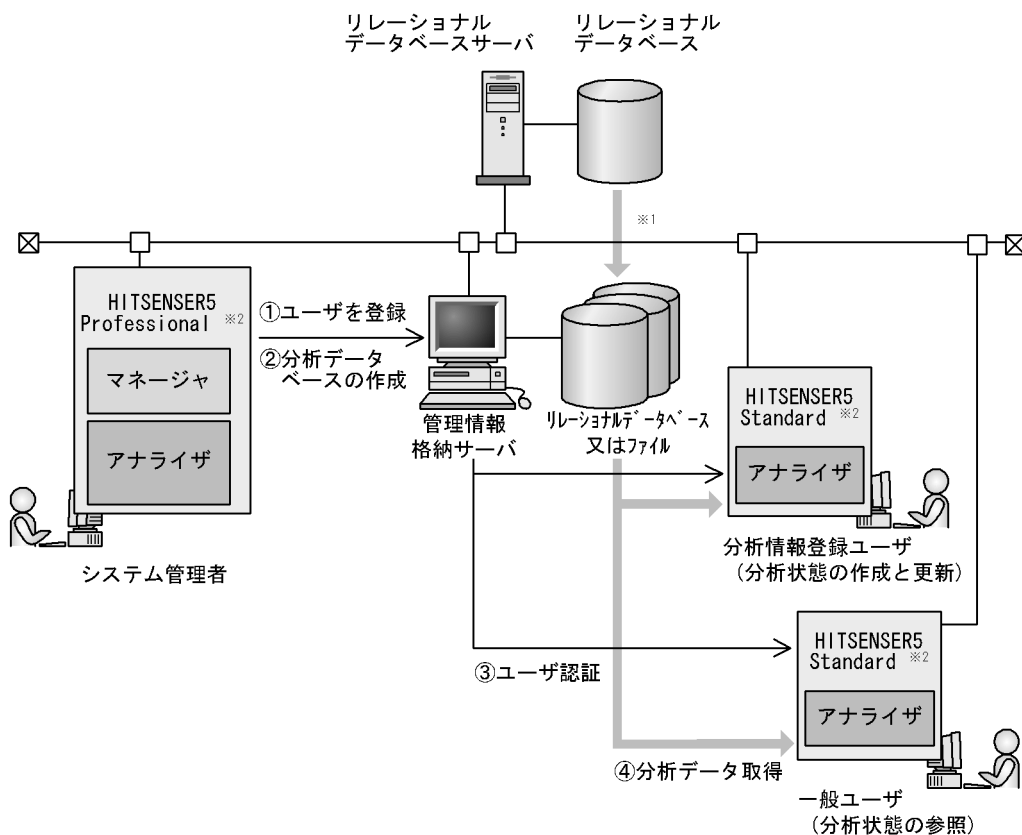 リレーショナル
データベースサーバ
リレーショナル
データベース
※1
HITSENSER5
Professional ※2
マネージャ
アナライザ
システム管理者
①ユーザを登録
②分析データ
ベースの作成
管理情報
格納サーバ
ﾘﾚｰｼｮﾅﾙﾃﾞｰﾀﾍﾞｰｽ
又はﾌｧｲﾙ
HITSENSER5
Standard ※2
アナライザ
分析情報登録ユーザ
(分析状態の作成と更新)
③ユーザ認証
HITSENSER5
Standard ※2
アナライザ
④分析データ取得
一般ユーザ
(分析状態の参照)